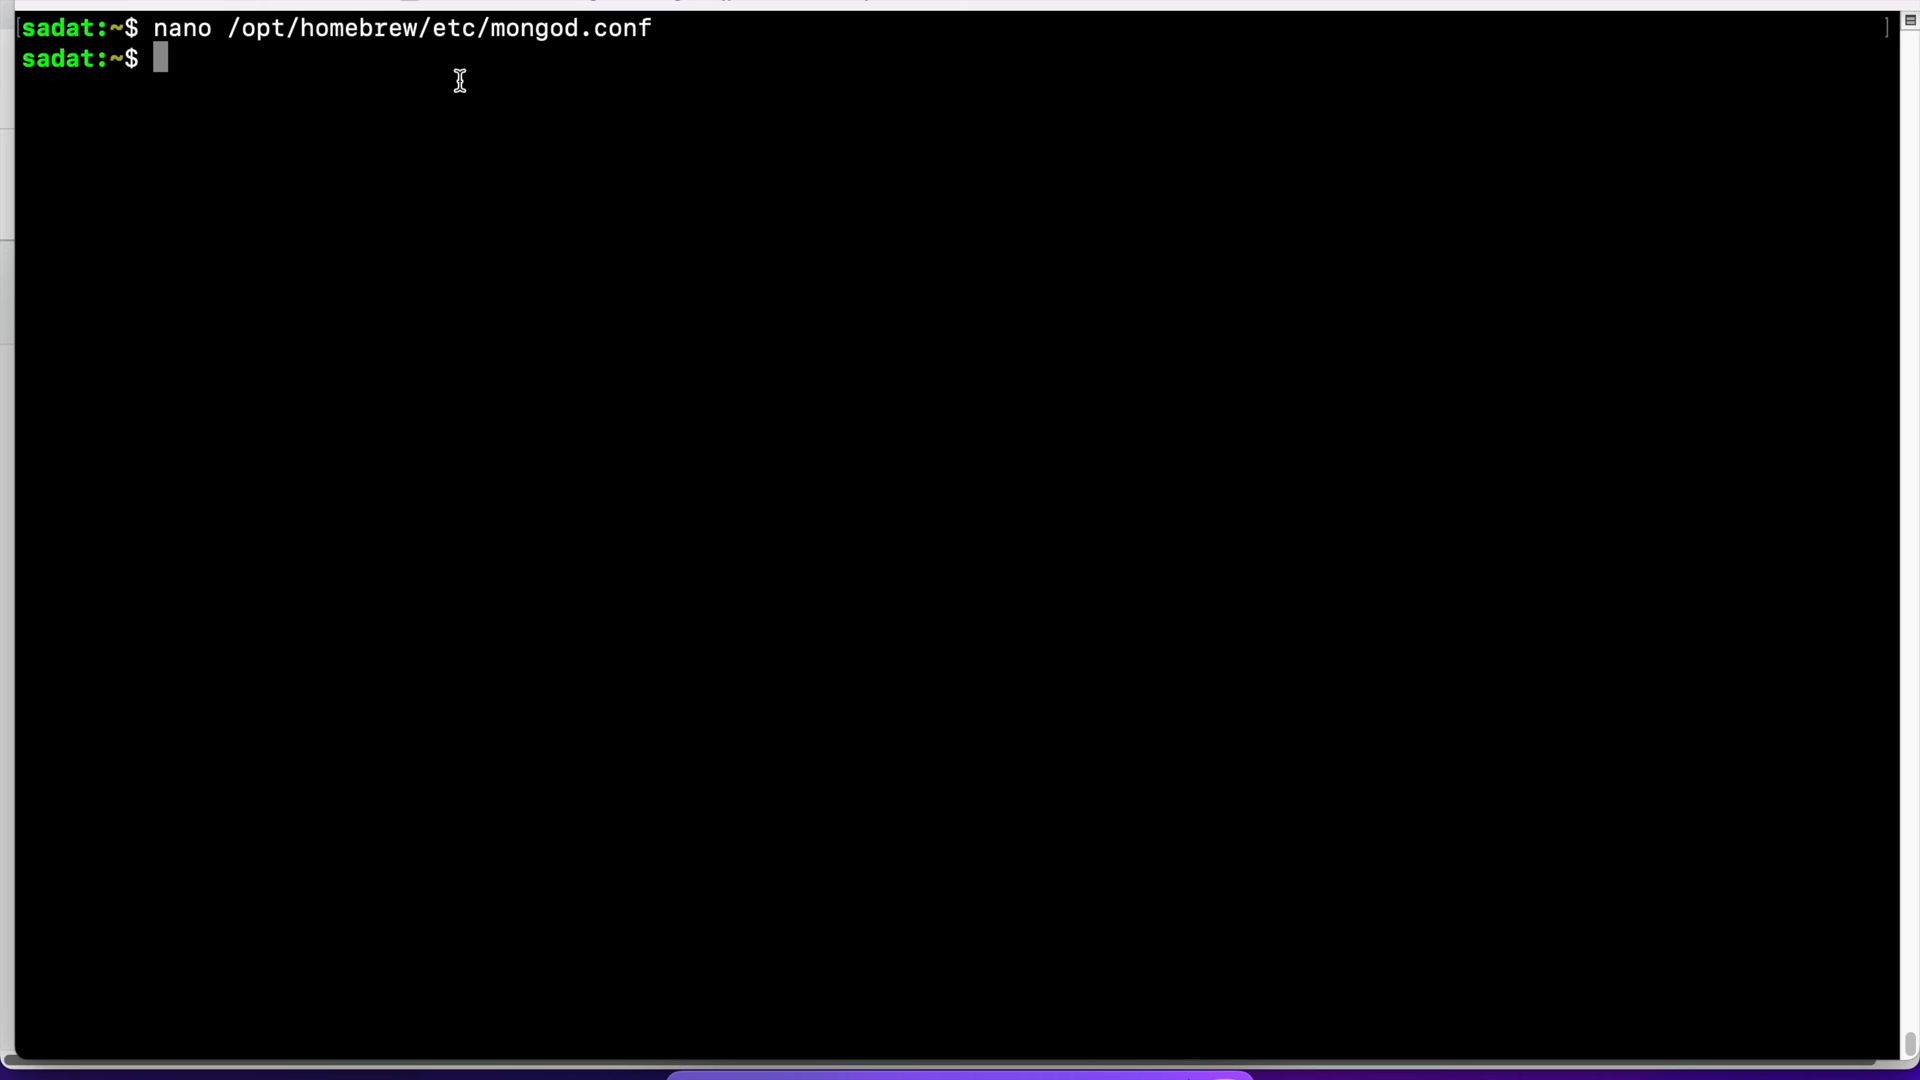 [sadat:~$ nano /opt/homebrew/etc/mongod.conf ]
sadat:~$